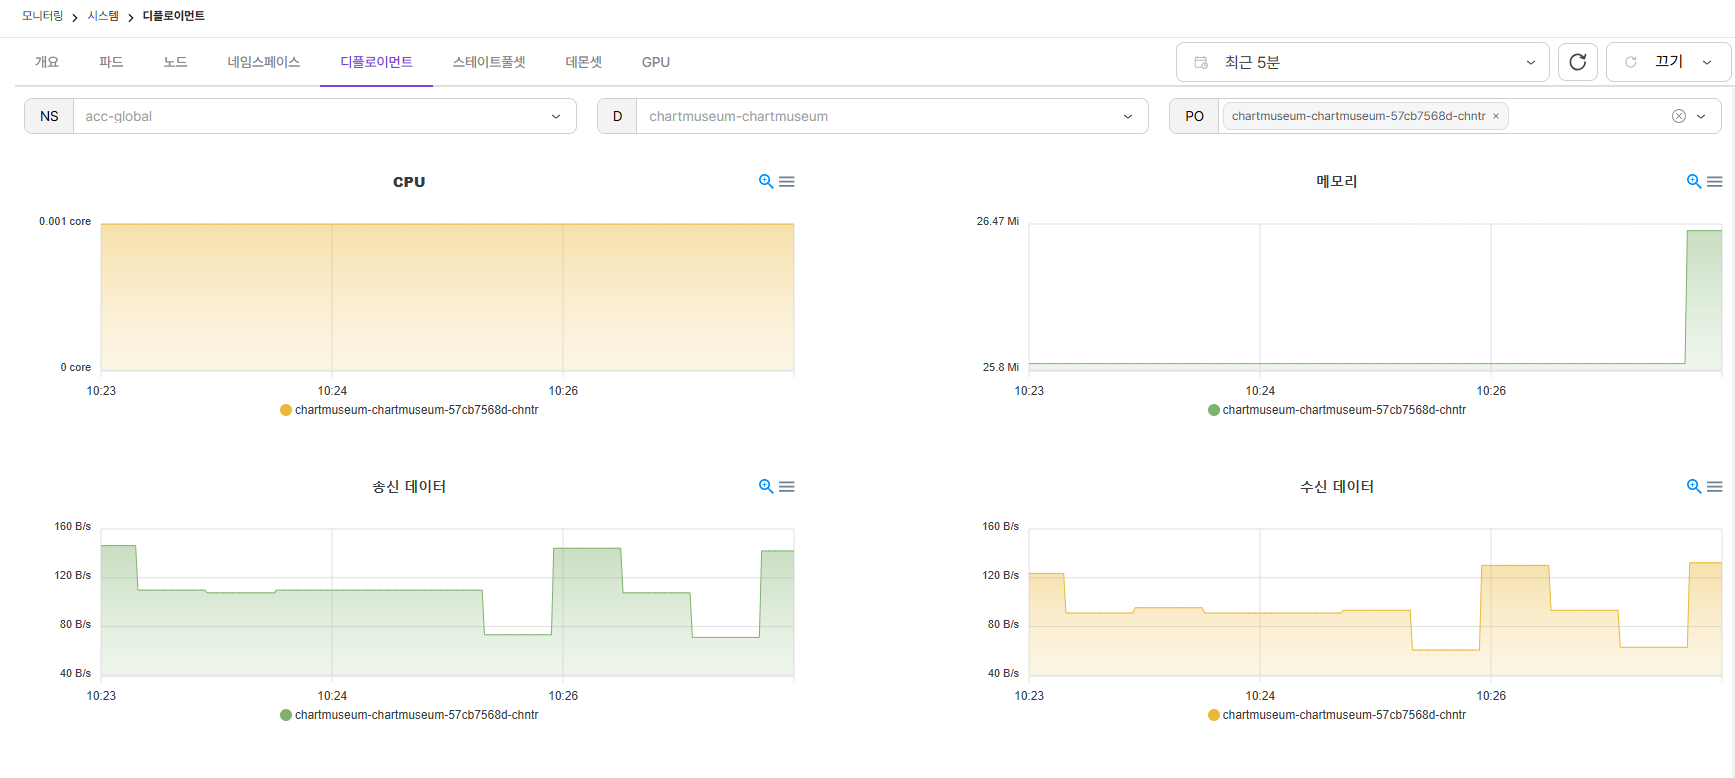 모니터링 > 시스템 > 디플로이먼트
개요 파드 노드 네임스페이스 디플로이먼트 스테이트풀셋 데몬셋 GPU 최근 5분 끄기
NS acc-global D chartmuseum-chartmuseum PO chartmuseum-chartmuseum-57cb7568d-chntr ×
CPU
0.001 core
0 core
10:23 10:24 10:26
chartmuseum-chartmuseum-57cb7568d-chntr
메모리
26.47 Mi
25.8 Mi
10:23 10:24 10:26
chartmuseum-chartmuseum-57cb7568d-chntr
송신 데이터
160 B/s
120 B/s
80 B/s
40 B/s
10:23 10:24 10:26
chartmuseum-chartmuseum-57cb7568d-chntr
수신 데이터
160 B/s
120 B/s
80 B/s
40 B/s
10:23 10:24 10:26
chartmuseum-chartmuseum-57cb7568d-chntr